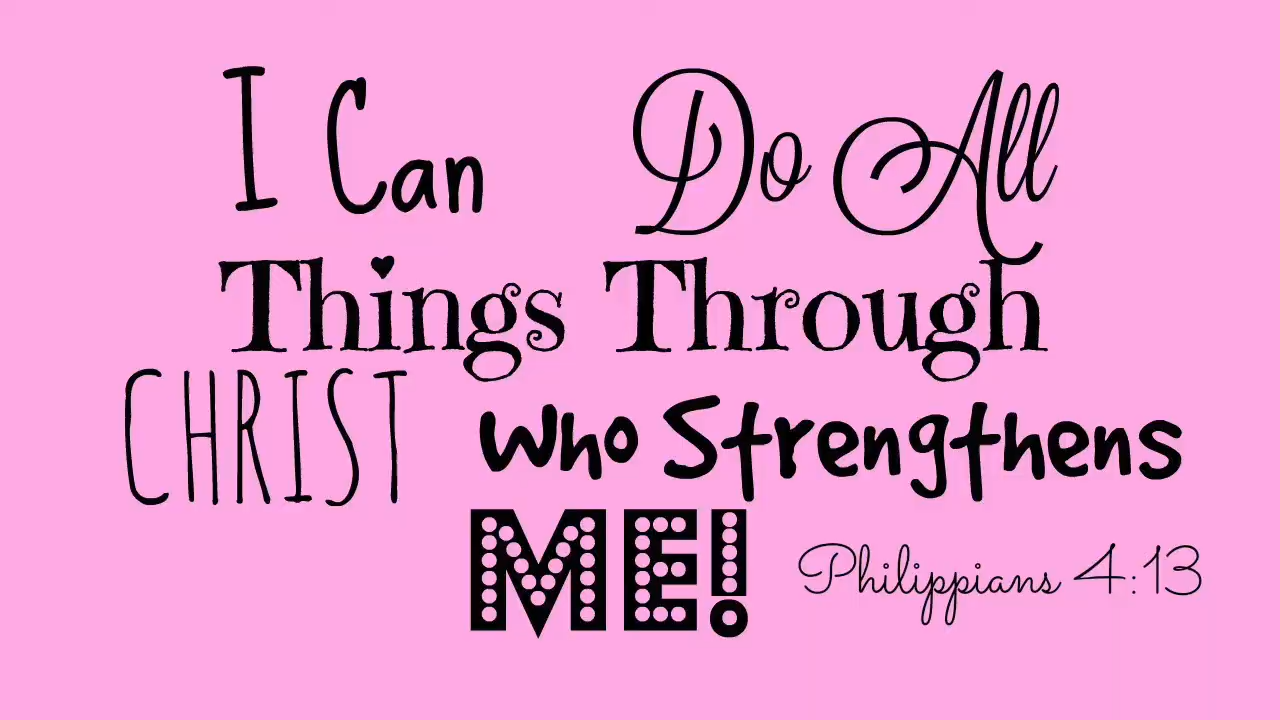 I Can Do All
Things Through
CHRIST Who Strengthens
ME! Philippians 4:13